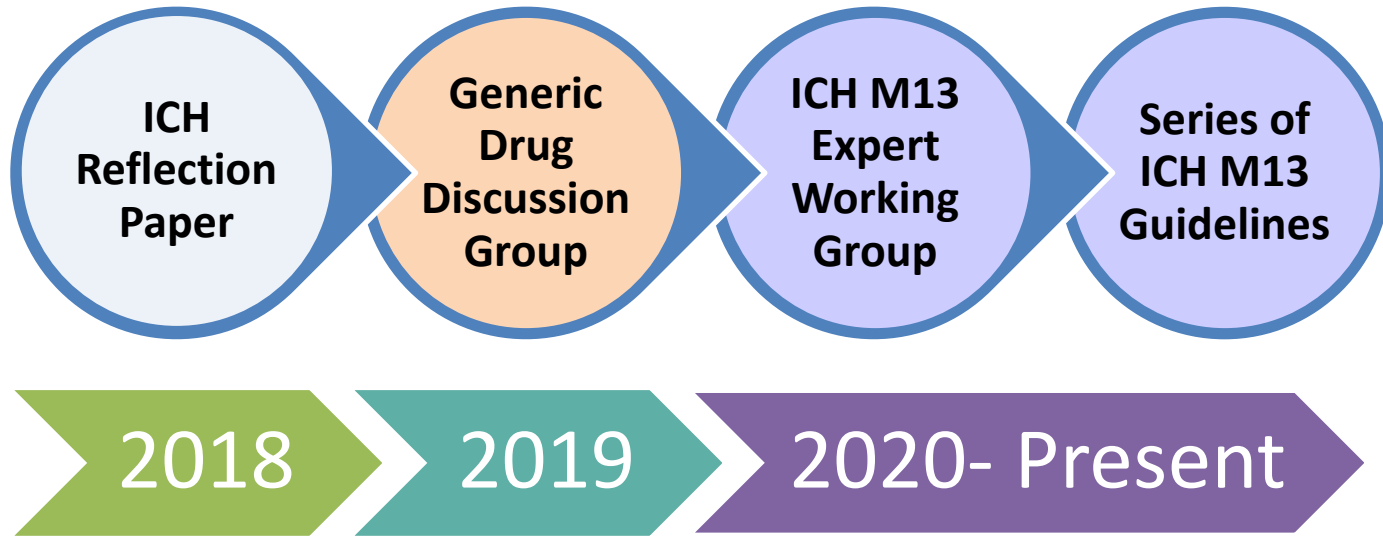 ICH
Reflection
Paper
Generic
Drug
Discussion
Group
ICH M13
Expert
Working
Group
Series of
ICH M13
Guidelines
2018
2019
2020- Present